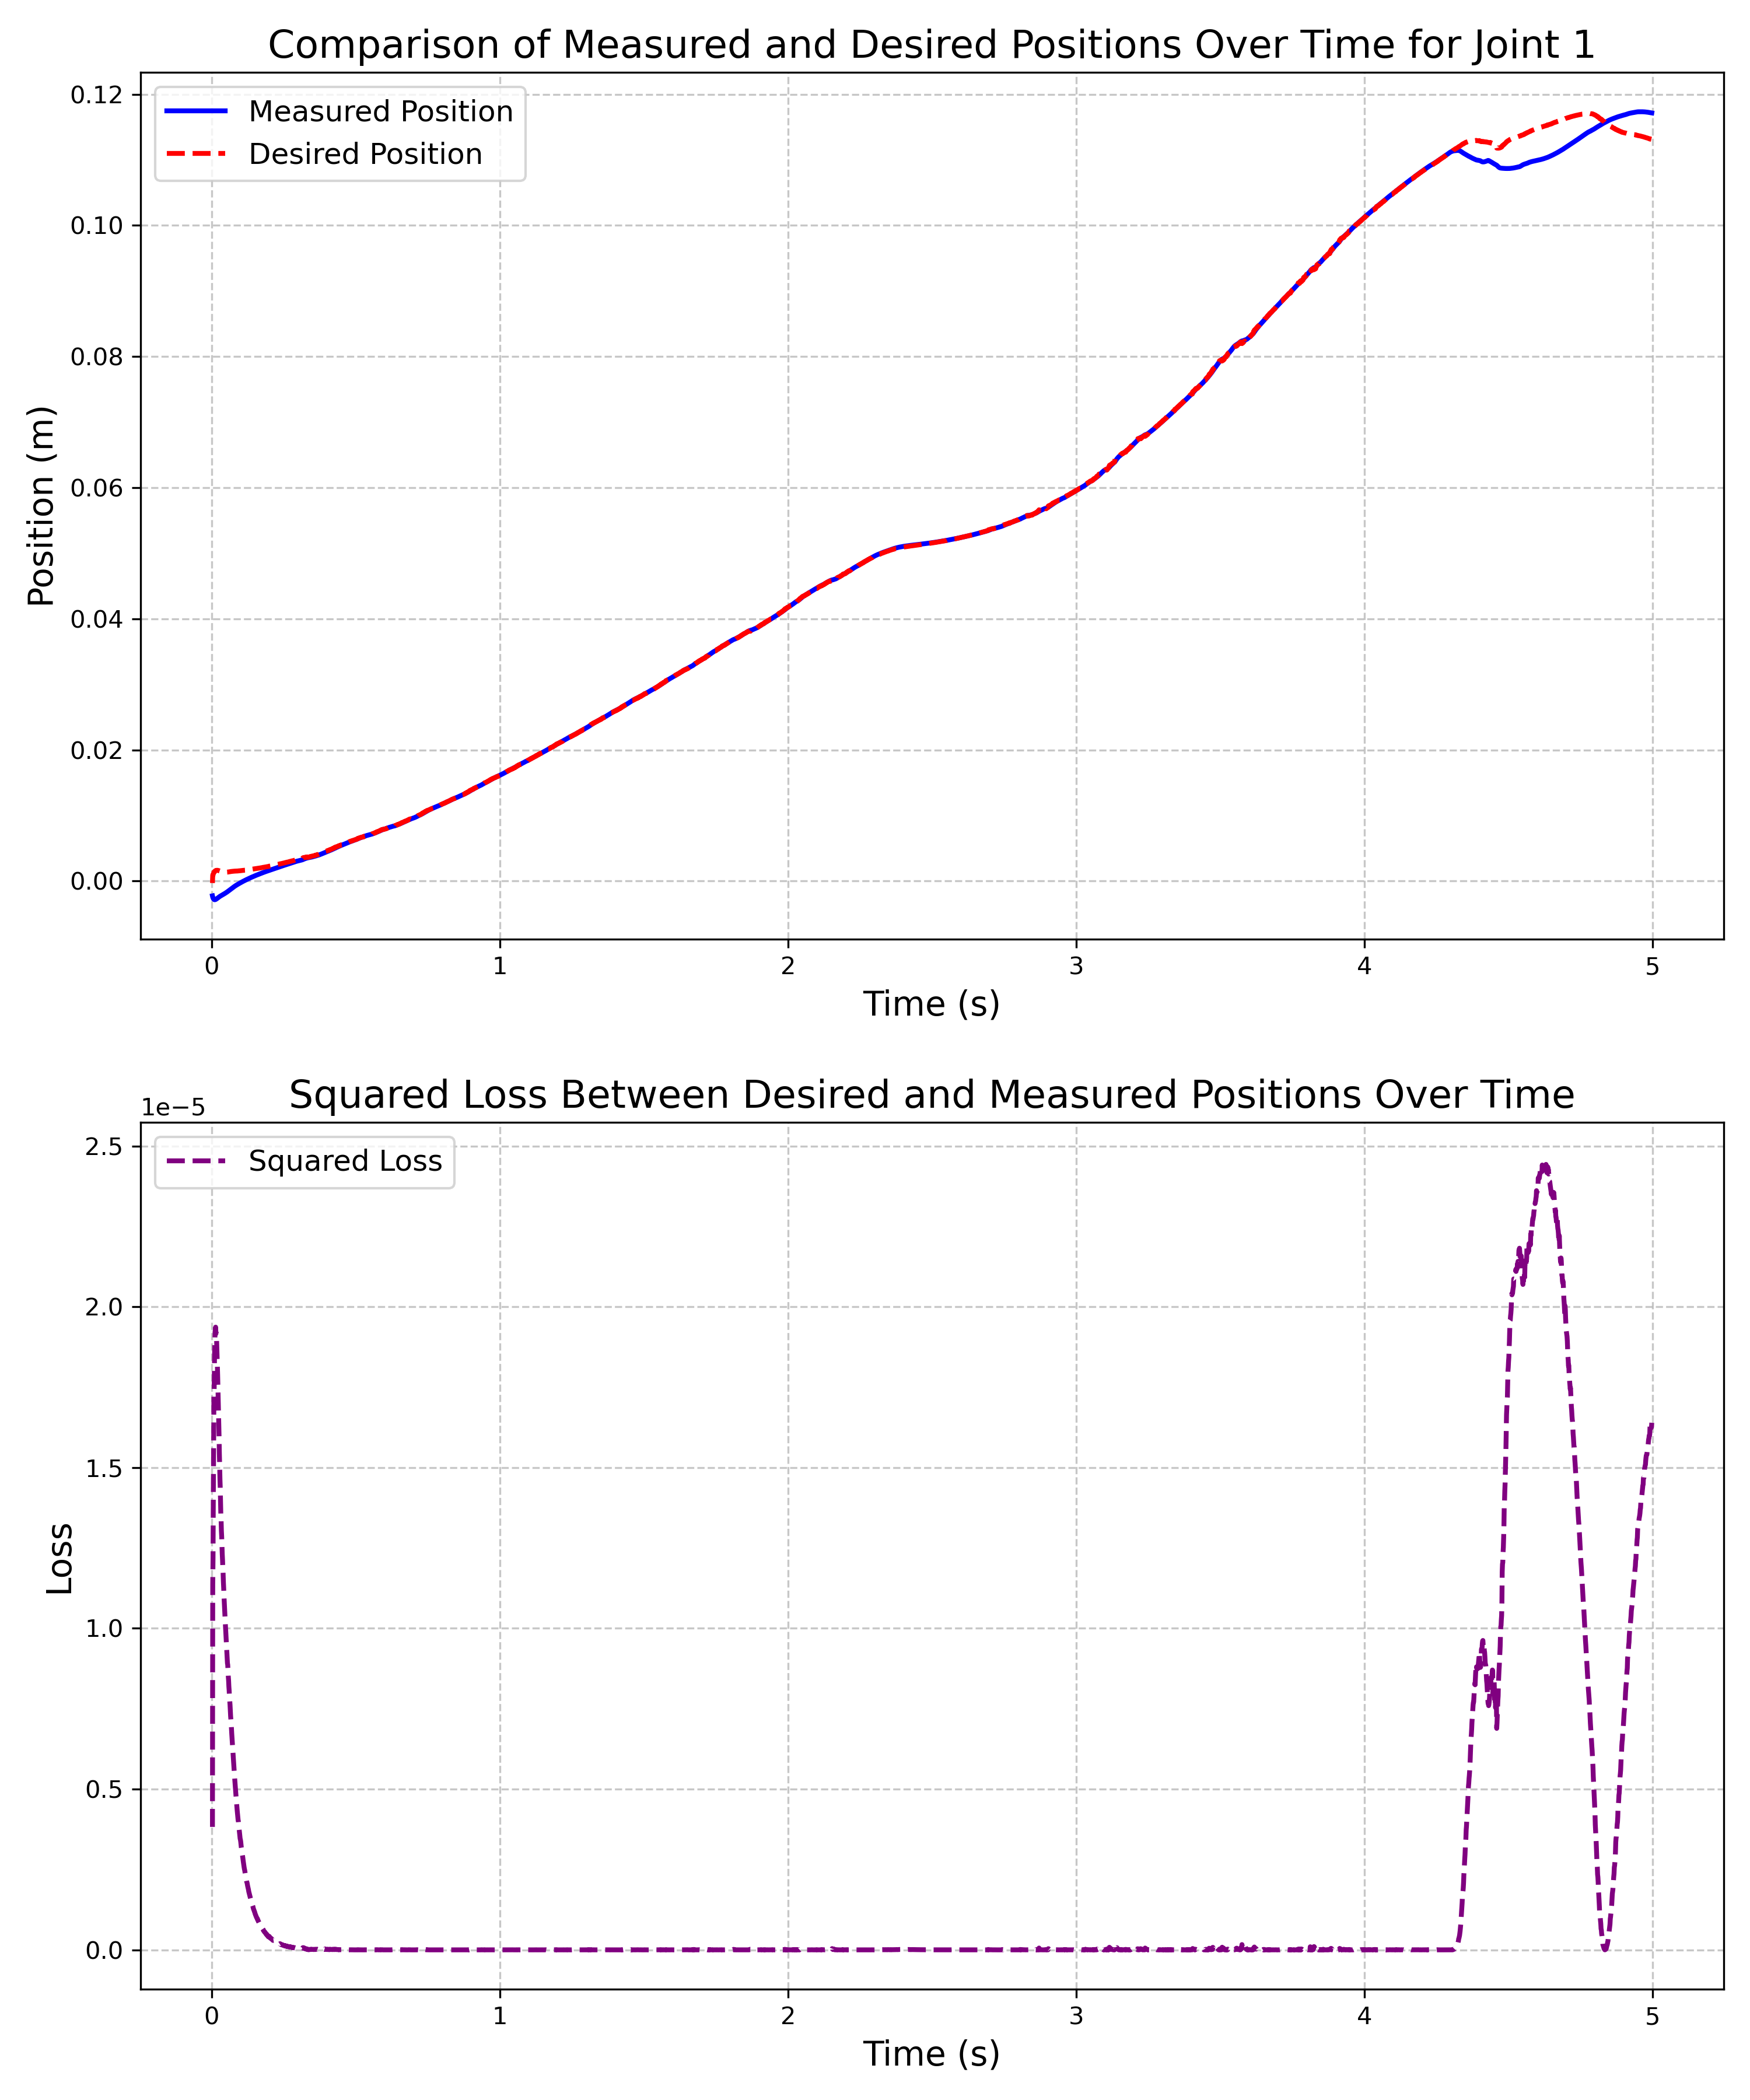 Comparison of Measured and Desired Positions Over Time for Joint 1
Measured Position
Desired Position
0.12
0.10
0.08
0.06
0.04
0.02
0.00
Position (m)
0 1 2 3 4 5
Time (s)
Squared Loss Between Desired and Measured Positions Over Time
1e−5
Squared Loss
2.5
2.0
1.5
1.0
0.5
0.0
Loss
0 1 2 3 4 5
Time (s)